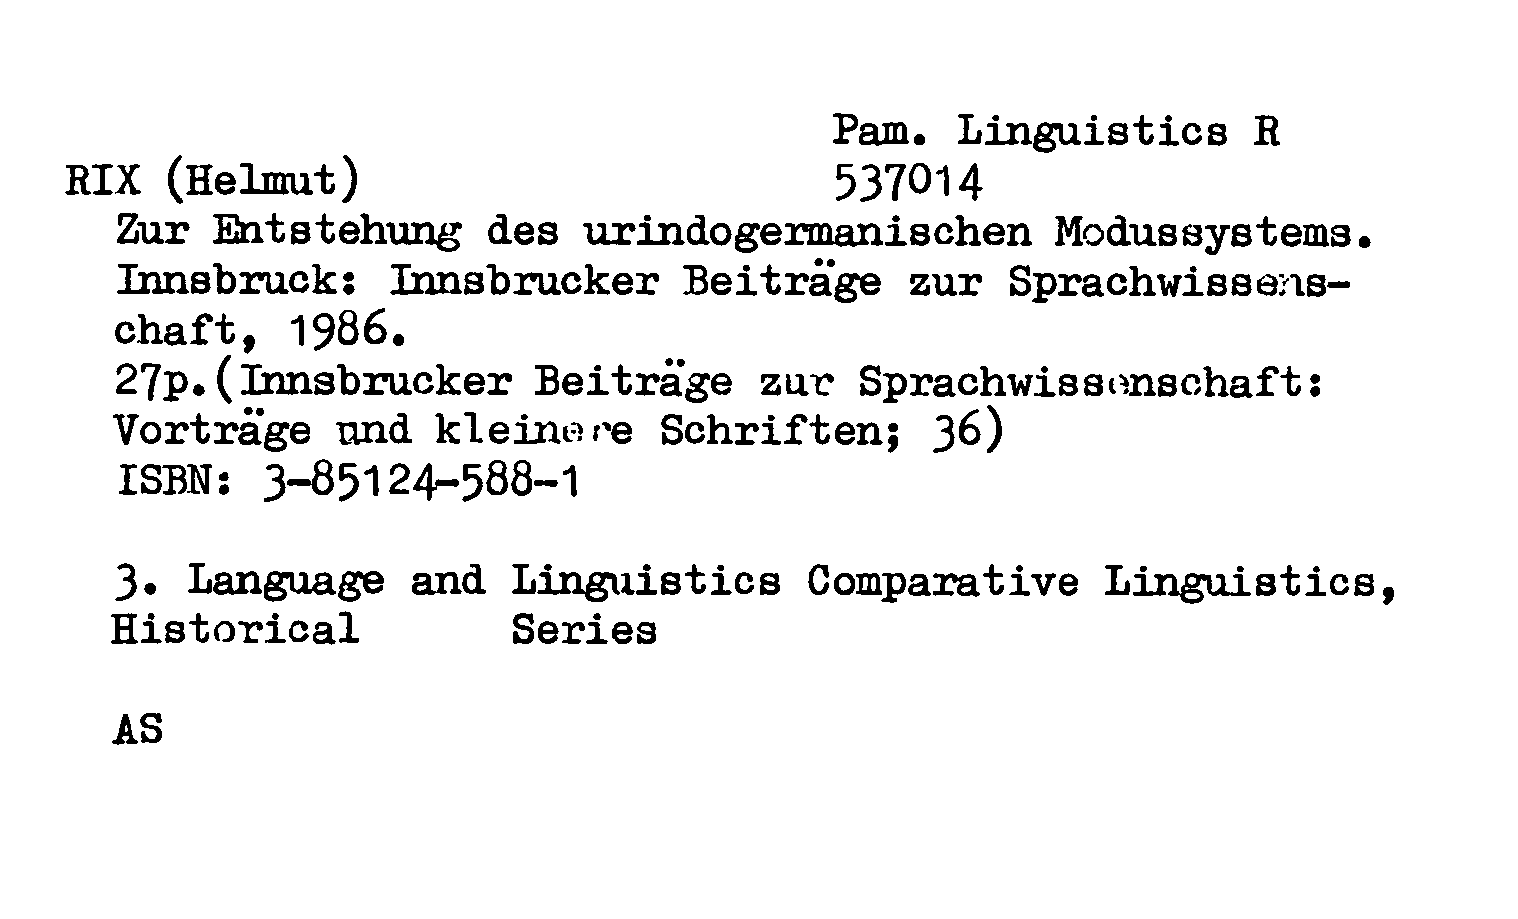 Pam. Linguistics R
RIX (Helmut) 537014
Zur Entstehung des urindogermanischen Modussystems.
Innsbruck: Innsbrucker Beiträge zur Sprachwissens-
chaft, 1986.
27p.(Innsbrucker Beiträge zur Sprachwissenschaft:
Vorträge und kleinere Schriften; 36)
ISBN: 3-85124-588-1
3. Language and Linguistics Comparative Linguistics,
Historical Series
AS